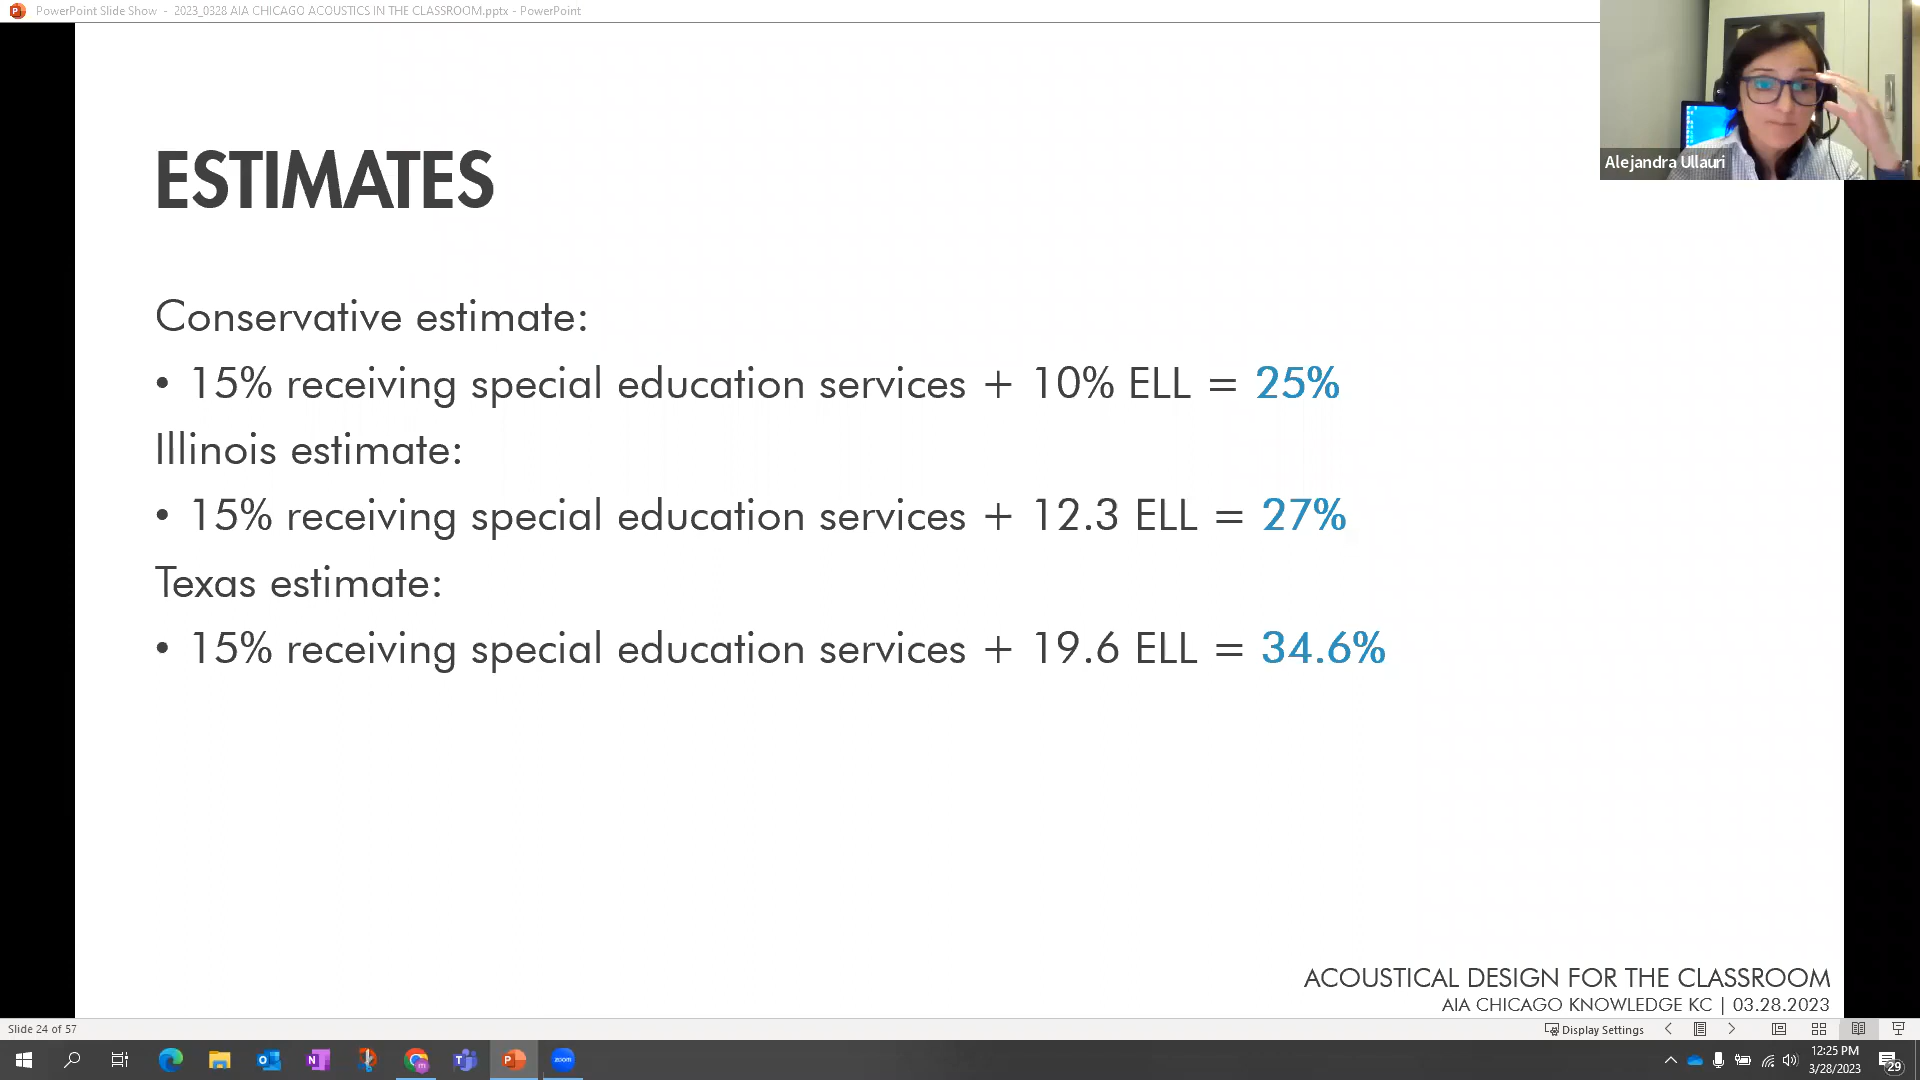 PowerPoint Slide Show - 2023_0328 AIA CHICAGO ACOUSTICS IN THE CLASSROOM.pptx - PowerPoint
Alejandra Ullauri
ESTIMATES
Conservative estimate:
• 15% receiving special education services + 10% ELL = 25%
Illinois estimate:
• 15% receiving special education services + 12.3 ELL = 27%
Texas estimate:
• 15% receiving special education services + 19.6 ELL = 34.6%
ACOUSTICAL DESIGN FOR THE CLASSROOM
AIA CHICAGO KNOWLEDGE KC | 03.28.2023
Slide 24 of 57
Display Settings
zoom
12:25 PM
3/28/2023
29